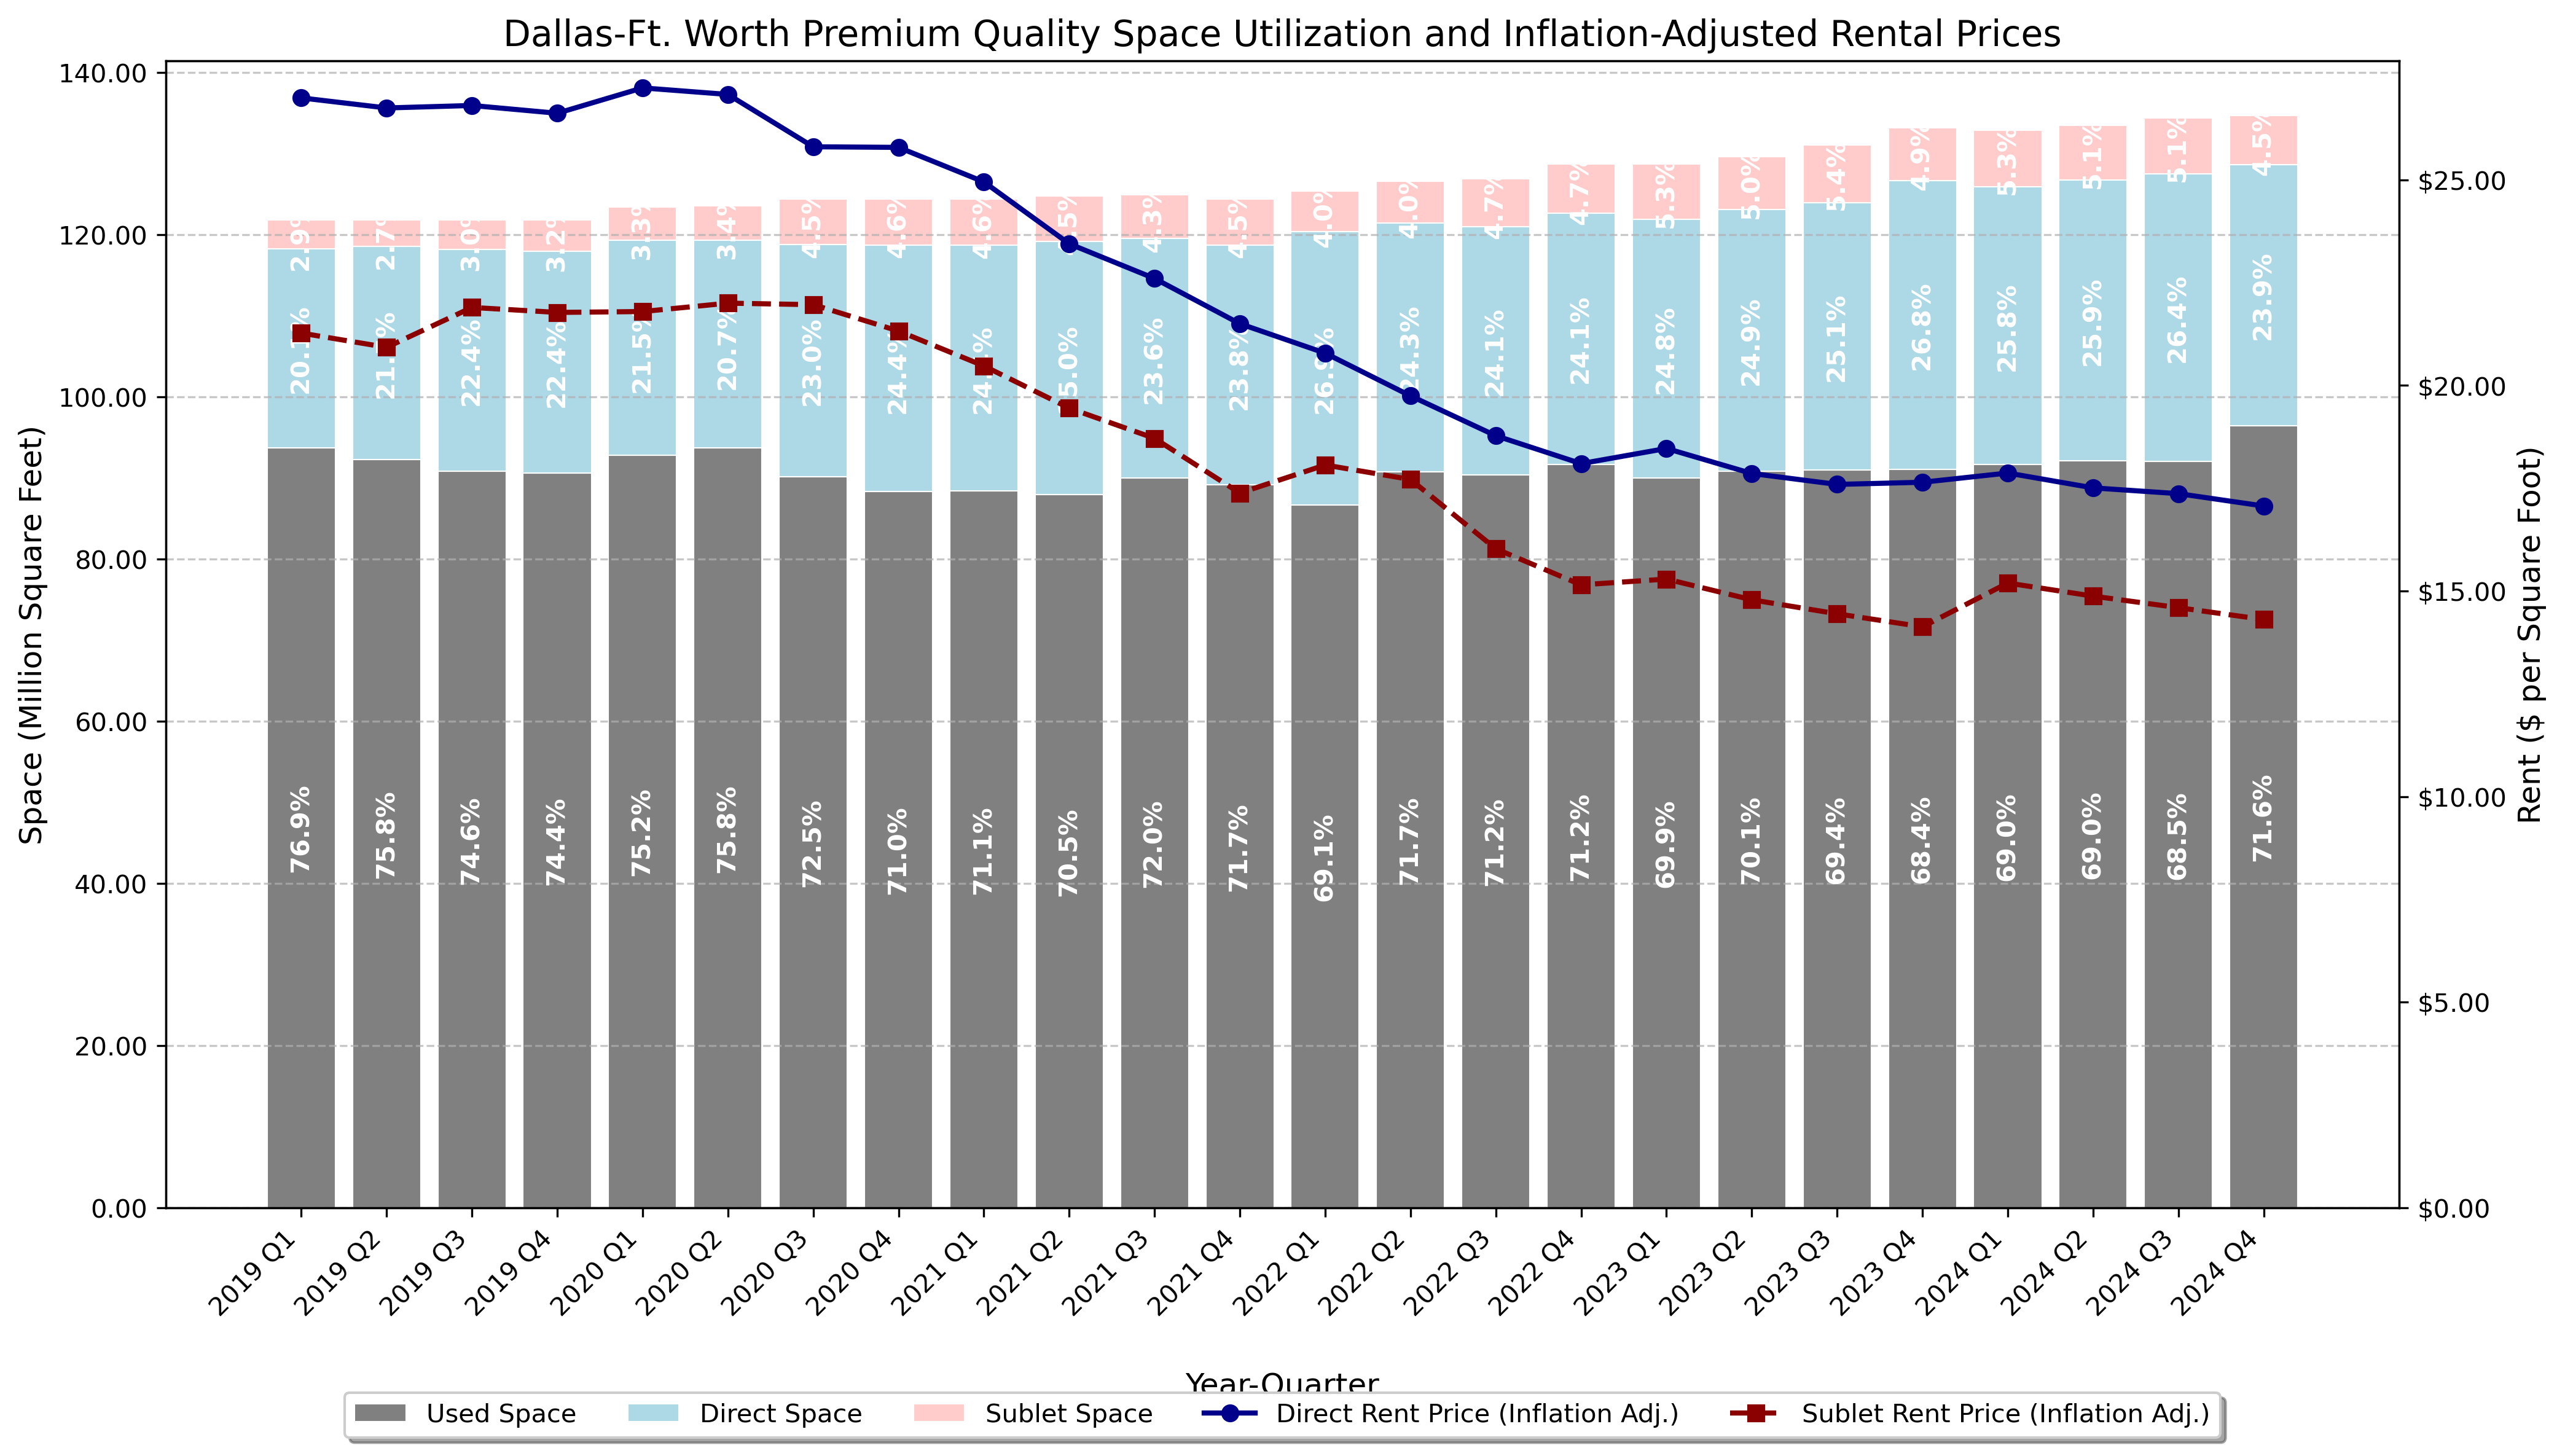 Dallas-Ft. Worth Premium Quality Space Utilization and Inflation-Adjusted Rental Prices
140.00
120.00
100.00
80.00
60.00
40.00
20.00
0.00
Space (Million Square Feet)
$25.00
$20.00
$15.00
$10.00
$5.00
$0.00
Rent ($ per Square Foot)
2.9%
2.7%
3.0%
3.2%
3.3%
3.4%
4.5%
4.6%
4.6%
4.3%
4.5%
4.0%
4.0%
4.7%
4.7%
5.3%
5.0%
5.4%
4.9%
5.3%
5.1%
5.1%
4.5%
22.4%
22.4%
21.5%
20.7%
23.0%
24.4%
23.6%
23.8%
26.9%
24.3%
24.1%
24.1%
24.8%
24.9%
25.1%
26.8%
25.8%
25.9%
26.4%
23.9%
76.9%
75.8%
74.6%
74.4%
75.2%
75.8%
72.5%
71.0%
71.1%
70.5%
72.0%
71.7%
69.1%
71.7%
71.2%
71.2%
69.9%
70.1%
69.4%
68.4%
69.0%
69.0%
68.5%
71.6%
2019 Q1
2019 Q2
2019 Q3
2019 Q4
2020 Q1
2020 Q2
2020 Q3
2020 Q4
2021 Q1
2021 Q2
2021 Q3
2021 Q4
2022 Q1
2022 Q2
2022 Q3
2022 Q4
2023 Q1
2023 Q2
2023 Q3
2023 Q4
2024 Q1
2024 Q2
2024 Q3
2024 Q4
Year-Quarter
Used Space
Direct Space
Sublet Space
Direct Rent Price (Inflation Adj.)
Sublet Rent Price (Inflation Adj.)